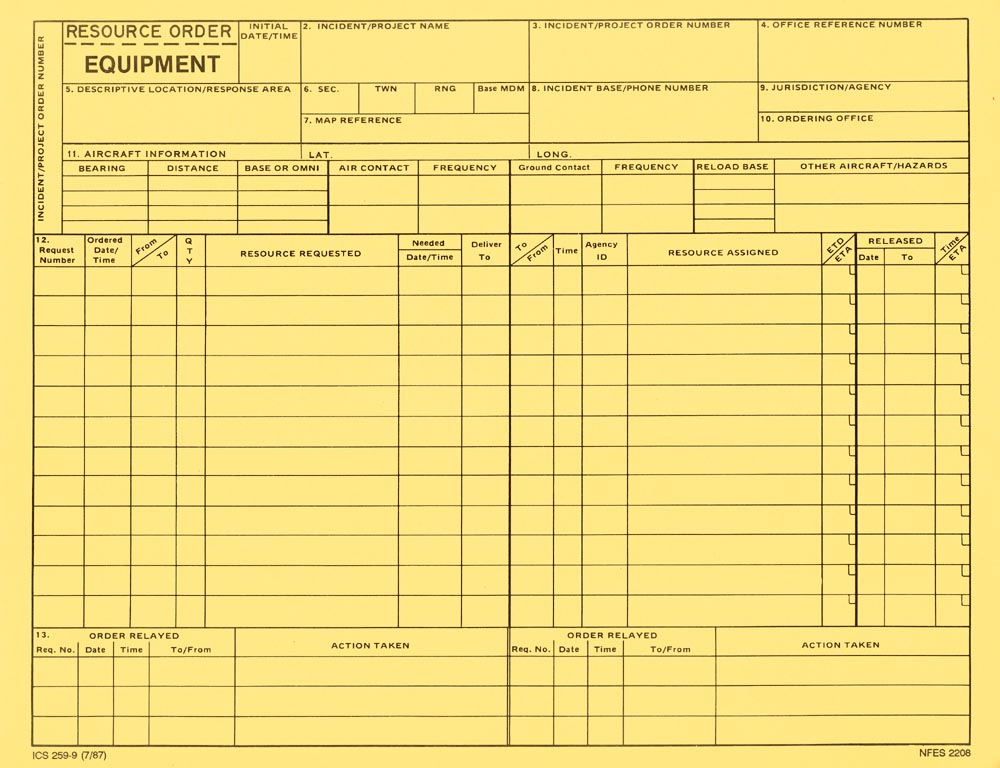 INCIDENT/PROJECT ORDER NUMBER
RESOURCE ORDER
EQUIPMENT
INITIAL
DATE/TIME
2. INCIDENT/PROJECT NAME
3. INCIDENT/PROJECT ORDER NUMBER
4. OFFICE REFERENCE NUMBER
5. DESCRIPTIVE LOCATION/RESPONSE AREA
6. SEC.
TWN
RNG
Base MDM
8. INCIDENT BASE/PHONE NUMBER
9. JURISDICTION/AGENCY
7. MAP REFERENCE
10. ORDERING OFFICE
11. AIRCRAFT INFORMATION
LAT.
LONG.
BEARING
DISTANCE
BASE OR OMNI
AIR CONTACT
FREQUENCY
Ground Contact
FREQUENCY
RELOAD BASE
OTHER AIRCRAFT/HAZARDS
12.
Request
Number
Ordered
Date/
Time
From
To
Q
T
Y
RESOURCE REQUESTED
Needed
Date/Time
Deliver
To
To
From
Time
Agency
ID
RESOURCE ASSIGNED
ETD
ETA
RELEASED
Date
To
Time
ETA
13.
ORDER RELAYED
Req. No.
Date
Time
To/From
ACTION TAKEN
ORDER RELAYED
Req. No.
Date
Time
To/From
ACTION TAKEN
ICS 259-9 (7/87)
NFES 2208